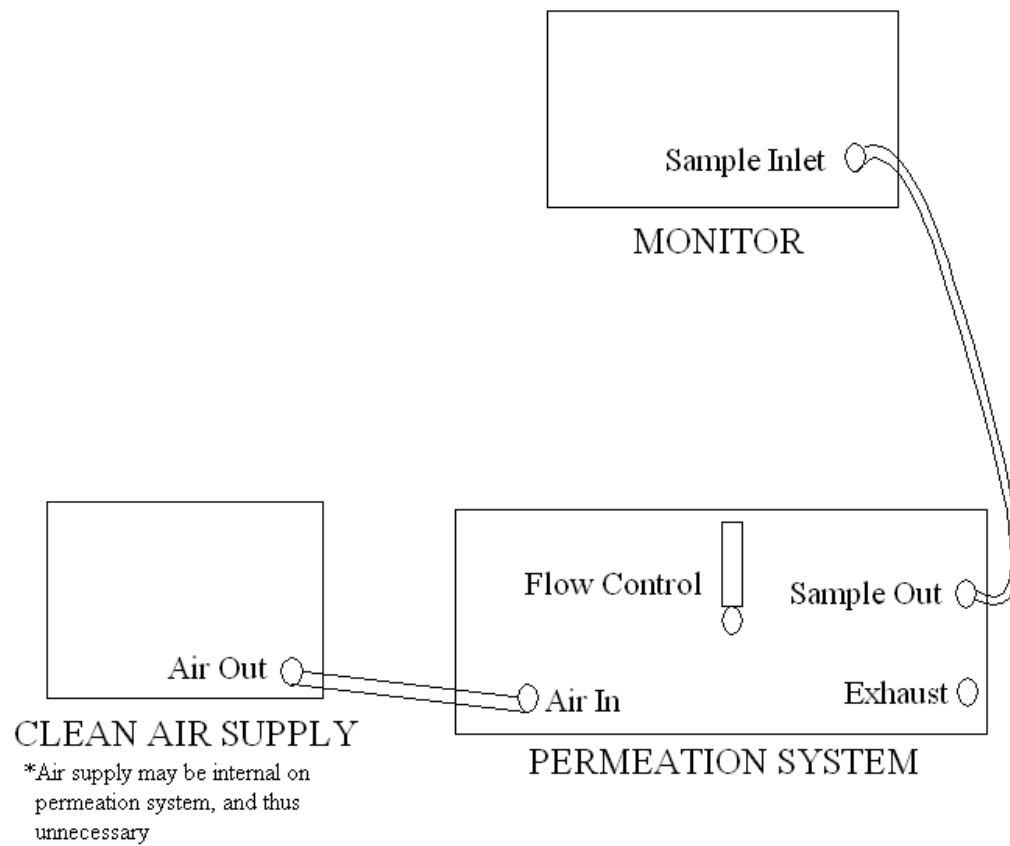 Sample Inlet
MONITOR
Flow Control
Sample Out
Air Out
Air In
Exhaust
CLEAN AIR SUPPLY
PERMEATION SYSTEM
*Air supply may be internal on
permeation system, and thus
unnecessary